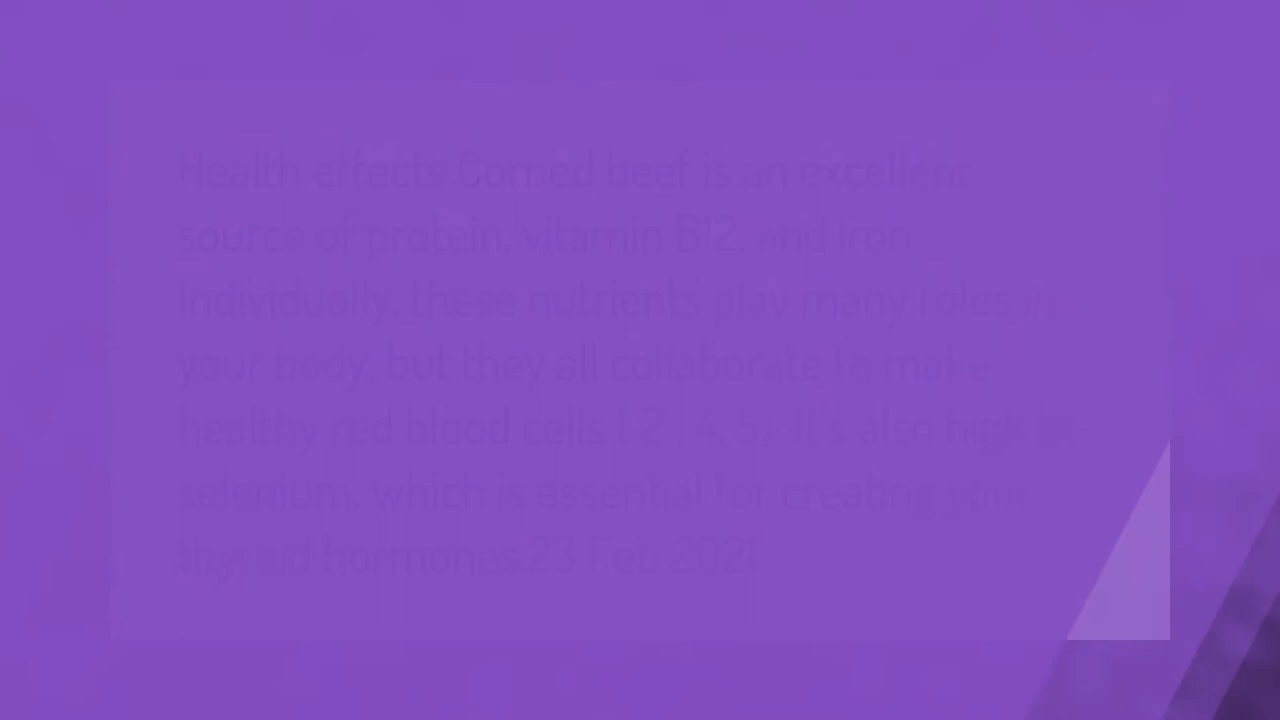 Health effects Corned beef is an excellent
source of protein, vitamin B12, and iron.
Individually, these nutrients play many roles in
your body, but they all collaborate to make
healthy red blood cells ( 2 , 4, 5). It's also high in
selenium, which is essential for creating your
thyroid hormones.23 Feb 2021